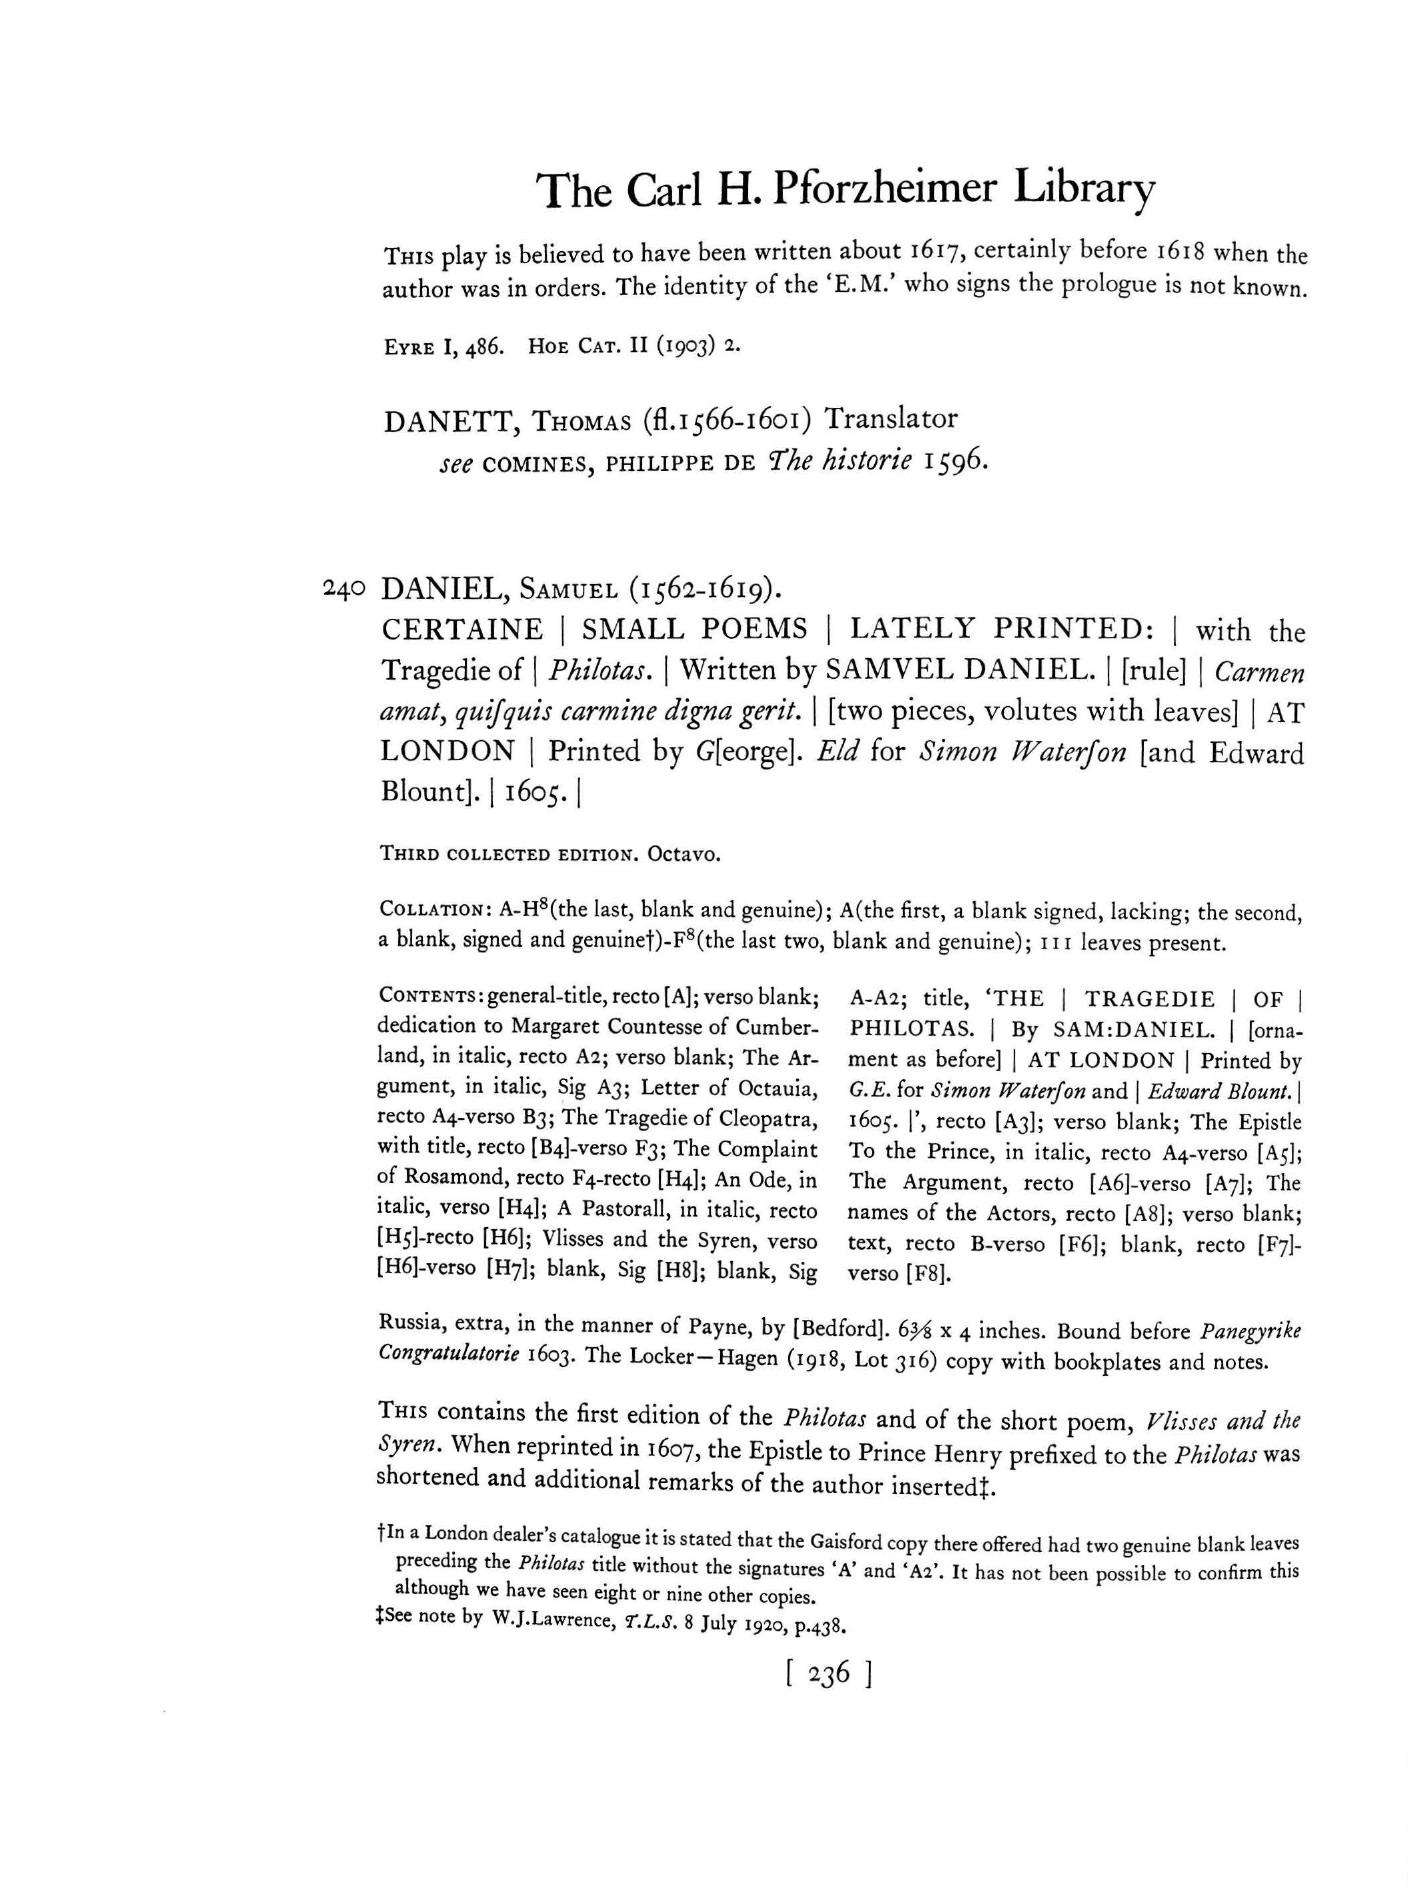 The Carl H. Pforzheimer Library
THIS play is believed to have been written about 1617, certainly before 1618 when the
author was in orders. The identity of the ‘E.M.’ who signs the prologue is not known.
EYRE I, 486. HOE CAT. II (1903) 2.
DANETT, THOMAS (fl.1566-1601) Translator
see COMINES, PHILIPPE DE The historie 1596.
240 DANIEL, SAMUEL (1562-1619).
CERTAINE | SMALL POEMS | LATELY PRINTED: | with the
Tragedie of | Philotas. | Written by SAMVEL DANIEL. | [rule] | Carmen
amat, quiſquis carmine digna gerit. | [two pieces, volutes with leaves] | AT
LONDON | Printed by G[eorge]. Eld for Simon Waterſon [and Edward
Blount]. | 1605. |
THIRD COLLECTED EDITION. Octavo.
COLLATION: A-H⁸(the last, blank and genuine); A(the first, a blank signed, lacking; the second,
a blank, signed and genuine†)-F⁸(the last two, blank and genuine); 111 leaves present.
CONTENTS: general-title, recto [A]; verso blank;
dedication to Margaret Countesse of Cumber-
land, in italic, recto A2; verso blank; The Ar-
gument, in italic, Sig A3; Letter of Octauia,
recto A4-verso B3; The Tragedie of Cleopatra,
with title, recto [B4]-verso F3; The Complaint
of Rosamond, recto F4-recto [H4]; An Ode, in
italic, verso [H4]; A Pastorall, in italic, recto
[H5]-recto [H6]; Vlisses and the Syren, verso
[H6]-verso [H7]; blank, Sig [H8]; blank, Sig
A-A2; title, ‘THE | TRAGEDIE | OF |
PHILOTAS. | By SAM:DANIEL. | [orna-
ment as before] | AT LONDON | Printed by
G.E. for Simon Waterſon and | Edward Blount. |
1605. |’, recto [A3]; verso blank; The Epistle
To the Prince, in italic, recto A4-verso [A5];
The Argument, recto [A6]-verso [A7]; The
names of the Actors, recto [A8]; verso blank;
text, recto B-verso [F6]; blank, recto [F7]-
verso [F8].
Russia, extra, in the manner of Payne, by [Bedford]. 6⅜ x 4 inches. Bound before Panegyrike
Congratulatorie 1603. The Locker—Hagen (1918, Lot 316) copy with bookplates and notes.
THIS contains the first edition of the Philotas and of the short poem, Vlisses and the
Syren. When reprinted in 1607, the Epistle to Prince Henry prefixed to the Philotas was
shortened and additional remarks of the author inserted‡.
†In a London dealer's catalogue it is stated that the Gaisford copy there offered had two genuine blank leaves
preceding the Philotas title without the signatures ‘A’ and ‘A2’. It has not been possible to confirm this
although we have seen eight or nine other copies.
‡See note by W.J.Lawrence, T.L.S. 8 July 1920, p.438.
[ 236 ]